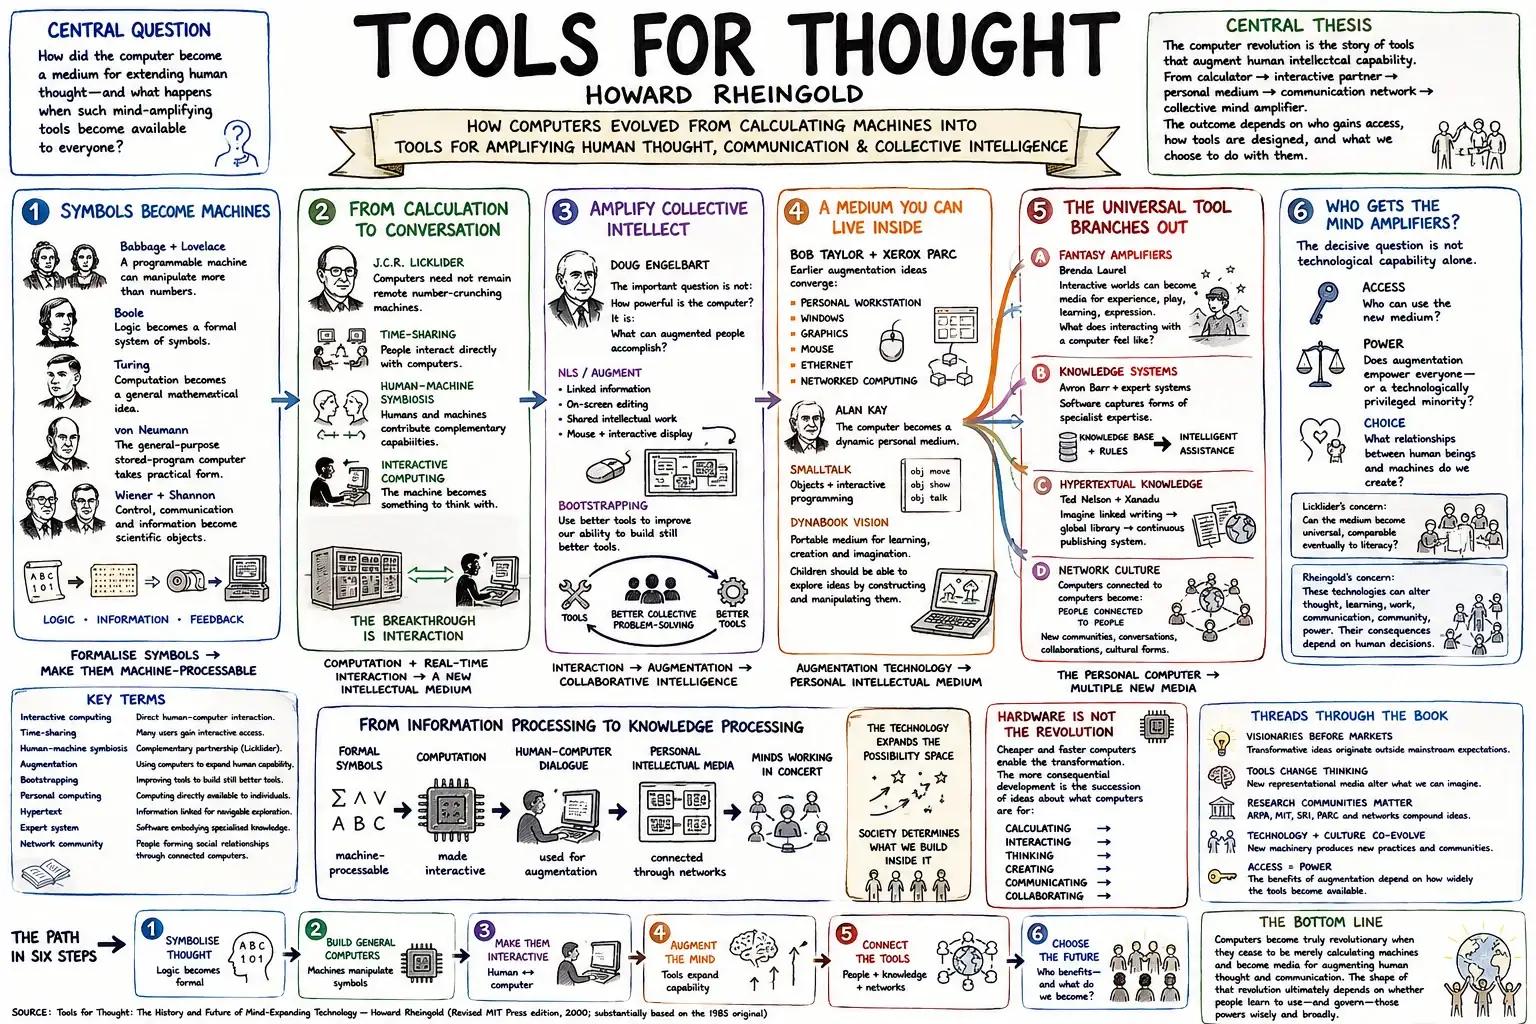 CENTRAL QUESTION
How did the computer become
a medium for extending human
thought—and what happens
when such mind-amplifying
tools become available
to everyone?
TOOLS FOR THOUGHT
HOWARD RHEINGOLD
HOW COMPUTERS EVOLVED FROM CALCULATING MACHINES INTO
TOOLS FOR AMPLIFYING HUMAN THOUGHT, COMMUNICATION & COLLECTIVE INTELLIGENCE
CENTRAL THESIS
The computer revolution is the story of tools
that augment human intellectcal capability.
From calculator → interactive partner →
personal medium → communication network →
collective mind amplifier.
The outcome depends on who gains access,
how tools are designed, and what we
choose to do with them.
1 SYMBOLS BECOME MACHINES
Babbage + Lovelace
A programmable machine
can manipulate more
than numbers.
Boole
Logic becomes a formal
system of symbols.
Turing
Computation becomes
a general mathematical
idea.
von Neumann
The general-purpose
stored-program computer
takes practical form.
Wiener + Shannon
Control, communication
and information become
scientific objects.
ABC
101
LOGIC • INFORMATION • FEEDBACK
FORMALISE SYMBOLS →
MAKE THEM MACHINE-PROCESSABLE
2 FROM CALCULATION
TO CONVERSATION
J.C.R. LICKLIDER
Computers need not remain
remote number-crunching
machines.
TIME-SHARING
People interact directly
with computers.
HUMAN-MACHINE
SYMBIOSIS
Humans and machines
contribute complementary
capabilities.
INTERACTIVE
COMPUTING
The machine becomes
something to think with.
THE BREAKTHROUGH
IS INTERACTION
COMPUTATION + REAL-TIME
INTERACTION → A NEW
INTELLECTUAL MEDIUM
3 AMPLIFY COLLECTIVE
INTELLECT
DOUG ENGELBART
The important question is not:
How powerful is the computer?
It is:
What can augmented people
accomplish?
NLS / AUGMENT
• Linked information
• On-screen editing
• Shared intellectual work
• Mouse + interactive display
BOOTSTRAPPING
Use better tools to improve
our ability to build still
better tools.
TOOLS
BETTER COLLECTIVE
PROBLEM-SOLVING
BETTER
TOOLS
INTERACTION → AUGMENTATION →
COLLABORATIVE INTELLIGENCE
4 A MEDIUM YOU CAN
LIVE INSIDE
BOB TAYLOR + XEROX PARC
Earlier augmentation ideas
converge:
▪ PERSONAL WORKSTATION
▪ WINDOWS
▪ GRAPHICS
▪ MOUSE
▪ ETHERNET
▪ NETWORKED COMPUTING
ALAN KAY
The computer becomes a
dynamic personal medium.
SMALLTALK
Objects + interactive
programming
obj move
obj show
obj talk
DYNABOOK VISION
Portable medium for learning,
creation and imagination.
Children should be able to
explore ideas by constructing
and manipulating them.
AUGMENTATION TECHNOLOGY →
PERSONAL INTELLECTUAL MEDIUM
5 THE UNIVERSAL TOOL
BRANCHES OUT
A FANTASY AMPLIFIERS
Brenda Laurel
Interactive worlds can become
media for experience, play,
learning, expression.
What does interacting with
a computer feel like?
B KNOWLEDGE SYSTEMS
Avron Barr + expert systems
Software captures forms of
specialist expertise.
KNOWLEDGE BASE
+ RULES
INTELLIGENT
ASSISTANCE
C HYPERTEXTUAL KNOWLEDGE
Ted Nelson + Xanadu
Imagine linked writing →
global library → continuous
publishing system.
D NETWORK CULTURE
Computers connected to
computers become:
PEOPLE CONNECTED
TO PEOPLE
New communities, conversations,
collaborations, cultural forms.
THE PERSONAL COMPUTER →
MULTIPLE NEW MEDIA
6 WHO GETS THE
MIND AMPLIFIERS?
The decisive question is not
technological capability alone.
ACCESS
Who can use the
new medium?
POWER
Does augmentation
empower everyone—
or a technologically
privileged minority?
CHOICE
What relationships
between human beings
and machines do we
create?
Licklider's concern:
Can the medium become
universal, comparable
eventually to literacy?
Rheingold's concern:
These technologies can alter
thought, learning, work,
communication, community,
power. Their consequences
depend on human decisions.
KEY TERMS
Interactive computing Direct human-computer interaction.
Time-sharing Many users gain interactive access.
Human-machine symbiosis Complementary partnership (Licklider).
Augmentation Using computers to expand human capability.
Bootstrapping Improving tools to build still better tools.
Personal computing Computing directly available to individuals.
Hypertext Information linked for navigable exploration.
Expert system Software embodying specialised knowledge.
Network community People forming social relationships
through connected computers.
FROM INFORMATION PROCESSING TO KNOWLEDGE PROCESSING
FORMAL
SYMBOLS
Σ Λ V
A B C
machine-
processable
COMPUTATION
made
interactive
HUMAN-COMPUTER
DIALOGUE
used for
augmentation
PERSONAL
INTELLECTUAL MEDIA
connected
through networks
MINDS WORKING
IN CONCERT
THE TECHNOLOGY
EXPANDS THE
POSSIBILITY SPACE
SOCIETY DETERMINES
WHAT WE BUILD
INSIDE IT
HARDWARE IS NOT
THE REVOLUTION
Cheaper and faster computers
enable the transformation.
The more consequential
development is the succession
of ideas about what computers
are for:
CALCULATING →
INTERACTING →
THINKING →
CREATING →
COMMUNICATING →
COLLABORATING →
THREADS THROUGH THE BOOK
VISIONARIES BEFORE MARKETS
Transformative ideas originate outside mainstream expectations.
TOOLS CHANGE THINKING
New representational media alter what we can imagine.
RESEARCH COMMUNITIES MATTER
ARPA, MIT, SRI, PARC and networks compound ideas.
TECHNOLOGY + CULTURE CO-EVOLVE
New machinery produces new practices and communities.
ACCESS = POWER
The benefits of augmentation depend on how widely
the tools become available.
THE PATH
IN SIX STEPS
1 SYMBOLISE
THOUGHT
Logic becomes
formal
ABC
101
2 BUILD GENERAL
COMPUTERS
Machines manipulate
symbols
3 MAKE THEM
INTERACTIVE
Human ↔
computer
4 AUGMENT
THE MIND
Tools expand
capability
5 CONNECT
THE TOOLS
People + knowledge
+ networks
6 CHOOSE
THE FUTURE
Who benefits—
and what do
we become?
THE BOTTOM LINE
Computers become truly revolutionary when
they cease to be merely calculating machines
and become media for augmenting human
thought and communication. The shape of
that revolution ultimately depends on whether
people learn to use—and govern—those
powers wisely and broadly.
SOURCE: Tools for Thought: The History and Future of Mind-Expanding Technology — Howard Rheingold (Revised MIT Press edition, 2000; substantially based on the 1985 original)